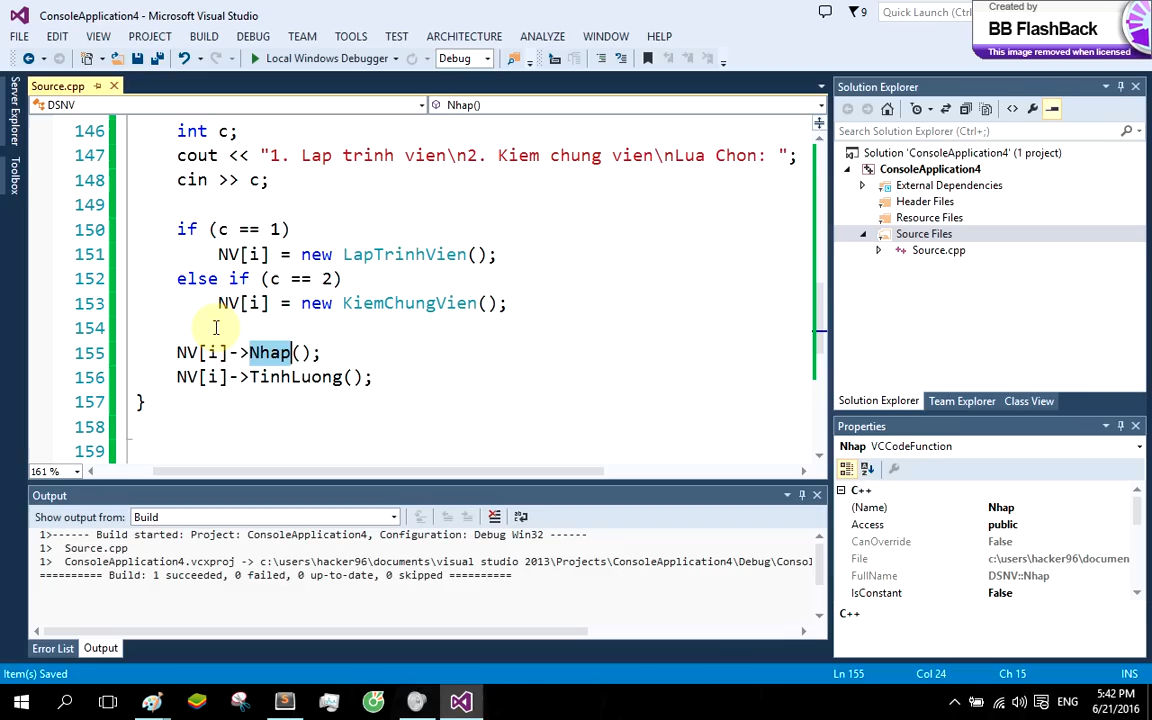 ConsoleApplication4 - Microsoft Visual Studio
9
Quick Launch (Ctrl
Created by
BB FlashBack
This image removed when licensed
FILE EDIT VIEW PROJECT BUILD DEBUG TEAM TOOLS TEST ARCHITECTURE ANALYZE WINDOW HELP
Local Windows Debugger Debug
Server Explorer
Toolbox
Source.cpp
DSNV Nhap()
146 int c;
147 cout << "1. Lap trinh vien\n2. Kiem chung vien\nLua Chon: ";
148 cin >> c;
149
150 if (c == 1)
151 NV[i] = new LapTrinhVien();
152 else if (c == 2)
153 NV[i] = new KiemChungVien();
154
155 NV[i]->Nhap();
156 NV[i]->TinhLuong();
157 }
158
159
161 %
Solution Explorer
Search Solution Explorer (Ctrl+;)
Solution 'ConsoleApplication4' (1 project)
ConsoleApplication4
External Dependencies
Header Files
Resource Files
Source Files
Source.cpp
Solution Explorer Team Explorer Class View
Properties
Nhap VCCodeFunction
C++
(Name) Nhap
Access public
CanOverride False
File c:\users\hacker96\documen
FullName DSNV::Nhap
IsConstant False
C++
Output
Show output from: Build
1>------ Build started: Project: ConsoleApplication4, Configuration: Debug Win32 ------
1> Source.cpp
1> ConsoleApplication4.vcxproj -> c:\users\hacker96\documents\visual studio 2013\Projects\ConsoleApplication4\Debug\Conso
========== Build: 1 succeeded, 0 failed, 0 up-to-date, 0 skipped ==========
Error List Output
Item(s) Saved Ln 155 Col 24 Ch 15 INS
ENG
5:42 PM
6/21/2016